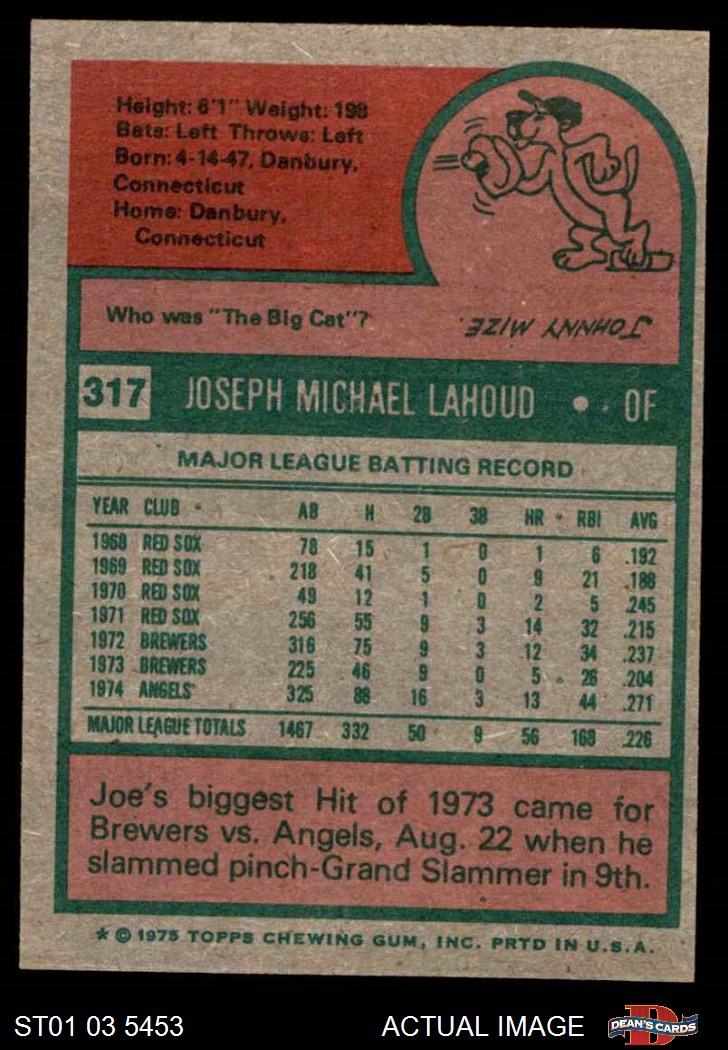 Height: 6'1" Weight: 198
Bats: Left Throws: Left
Born: 4-14-47, Danbury,
Connecticut
Home: Danbury,
Connecticut
Who was "The Big Cat"?
JOHNNY MIZE.
317 JOSEPH MICHAEL LAHOUD • OF
MAJOR LEAGUE BATTING RECORD
YEAR CLUB AB H 2B 3B HR RBI AVG
1968 RED SOX 78 15 1 0 1 6 .192
1969 RED SOX 218 41 5 0 9 21 .188
1970 RED SOX 49 12 1 0 2 5 .245
1971 RED SOX 256 55 9 3 14 32 .215
1972 BREWERS 316 75 9 3 12 34 .237
1973 BREWERS 225 46 9 0 5 26 .204
1974 ANGELS 325 88 16 3 13 44 .271
MAJOR LEAGUE TOTALS 1467 332 50 9 56 168 .226
Joe's biggest Hit of 1973 came for
Brewers vs. Angels, Aug. 22 when he
slammed pinch-Grand Slammer in 9th.
* © 1975 TOPPS CHEWING GUM, INC. PRTD IN U.S.A.
ST01 03 5453 ACTUAL IMAGE
D
DEAN'S CARDS